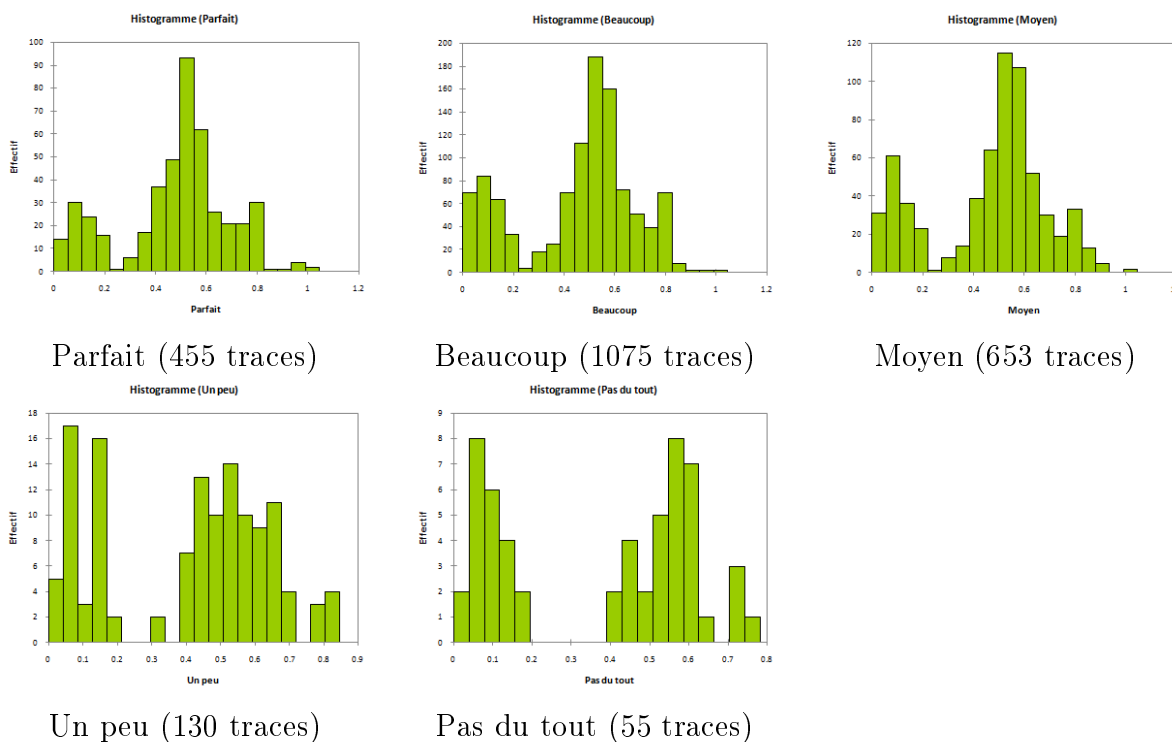 Histogramme (Parfait)
100
90
80
70
60
50
40
30
20
10
0
Effectif
0 0.2 0.4 0.6 0.8 1 1.2
Parfait
Parfait (455 traces)
Histogramme (Beaucoup)
200
180
160
140
120
100
80
60
40
20
0
Effectif
0 0.2 0.4 0.6 0.8 1 1.2
Beaucoup
Beaucoup (1075 traces)
Histogramme (Moyen)
120
100
80
60
40
20
0
Effectif
0 0.2 0.4 0.6 0.8 1
Moyen
Moyen (653 traces)
Histogramme (Un peu)
18
16
14
12
10
8
6
4
2
0
Effectif
0 0.1 0.2 0.3 0.4 0.5 0.6 0.7 0.8 0.9
Un peu
Un peu (130 traces)
Histogramme (Pas du tout)
9
8
7
6
5
4
3
2
1
0
Effectif
0 0.1 0.2 0.3 0.4 0.5 0.6 0.7 0.8
Pas du tout
Pas du tout (55 traces)